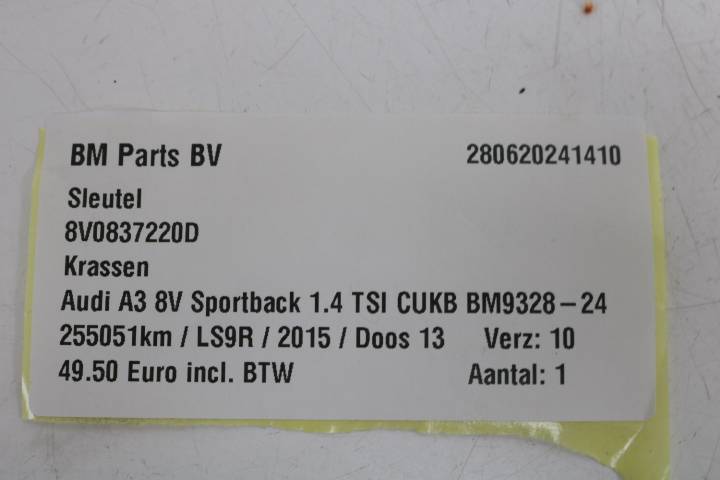 BM Parts BV 280620241410
Sleutel
8V0837220D
Krassen
Audi A3 8V Sportback 1.4 TSI CUKB BM9328-24
255051km / LS9R / 2015 / Doos 13 Verz: 10
49.50 Euro incl. BTW Aantal: 1